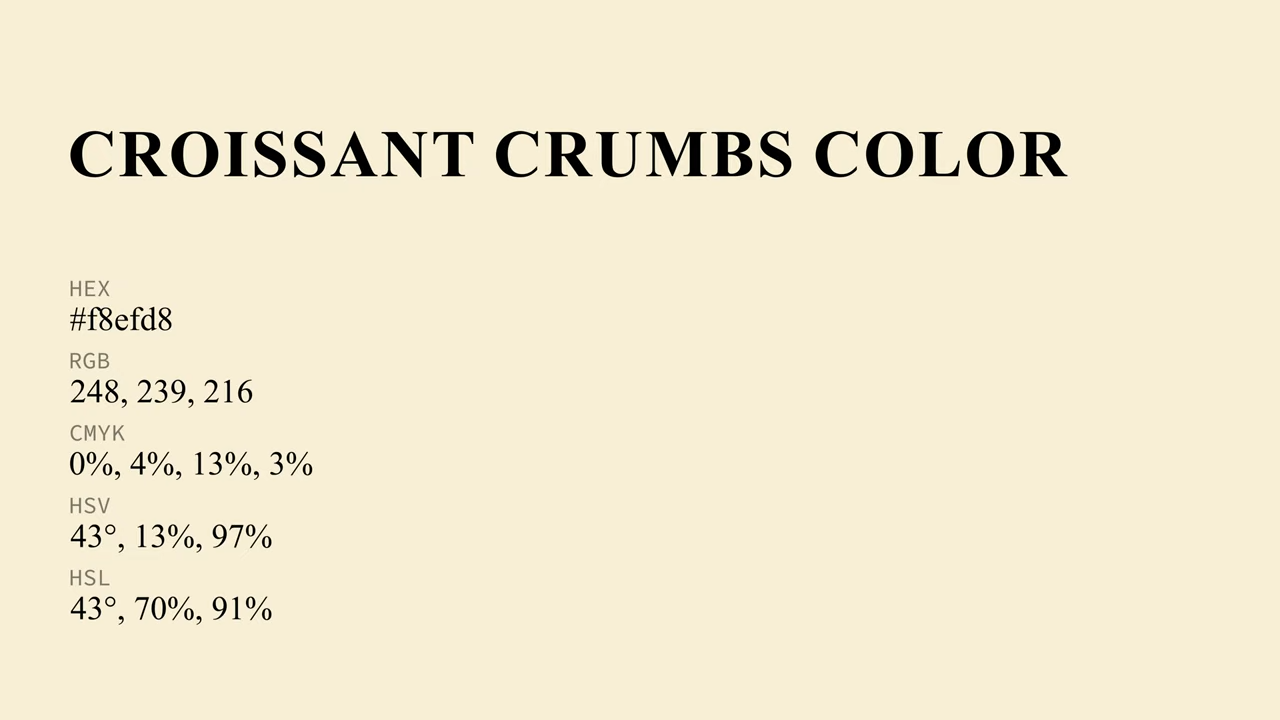 CROISSANT CRUMBS COLOR
HEX
#f8efd8
RGB
248, 239, 216
CMYK
0%, 4%, 13%, 3%
HSV
43°, 13%, 97%
HSL
43°, 70%, 91%